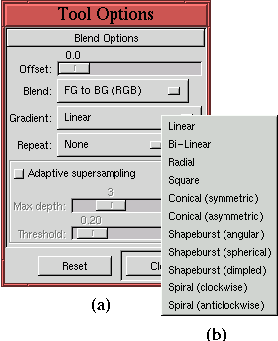 Tool Options
Blend Options
0.0
Offset:
Blend: FG to BG (RGB)
Gradient: Linear
Repeat: None
Adaptive supersampling
3
Max depth:
0.20
Threshold:
Reset Clo
Linear
Bi-Linear
Radial
Square
Conical (symmetric)
Conical (asymmetric)
Shapeburst (angular)
Shapeburst (spherical)
Shapeburst (dimpled)
Spiral (clockwise)
Spiral (anticlockwise)
(a)
(b)